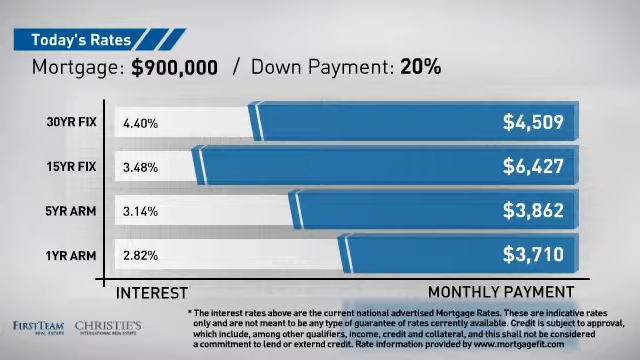 Today's Rates
Mortgage: $900,000 / Down Payment: 20%
30YR FIX 4.40% $4,509
15YR FIX 3.48% $6,427
5YR ARM 3.14% $3,862
1YR ARM 2.82% $3,710
INTEREST MONTHLY PAYMENT
* The interest rates above are the current national advertised Mortgage Rates. These are indicative rates
only and are not meant to be any type of guarantee of rates cerrently available. Credit is subject to approval,
which include, among other qualifiers, income, credit and collateral, and this shall not be considered
a commitment to lend or externd credit. Rate information provided by www.mortgagefit.com
FIRSTTEAM CHRISTIE'S
REAL ESTATE INTERNATIONAL REAL ESTATE